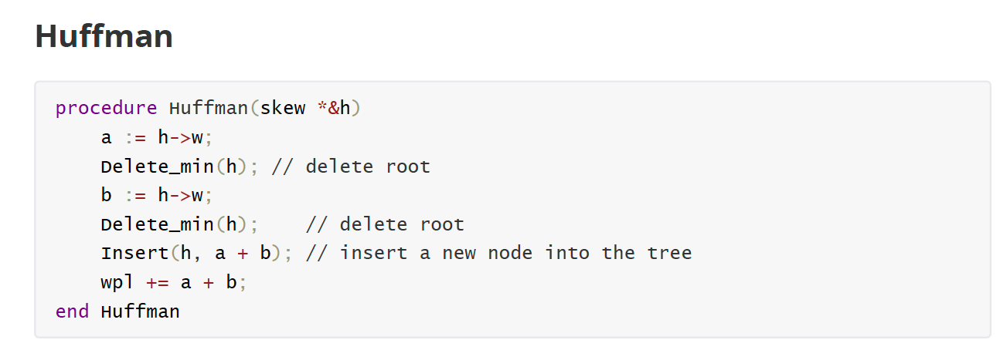 Huffman
procedure Huffman(skew *&h)
    a := h->w;
    Delete_min(h); // delete root
    b := h->w;
    Delete_min(h);    // delete root
    Insert(h, a + b); // insert a new node into the tree
    wpl += a + b;
end Huffman